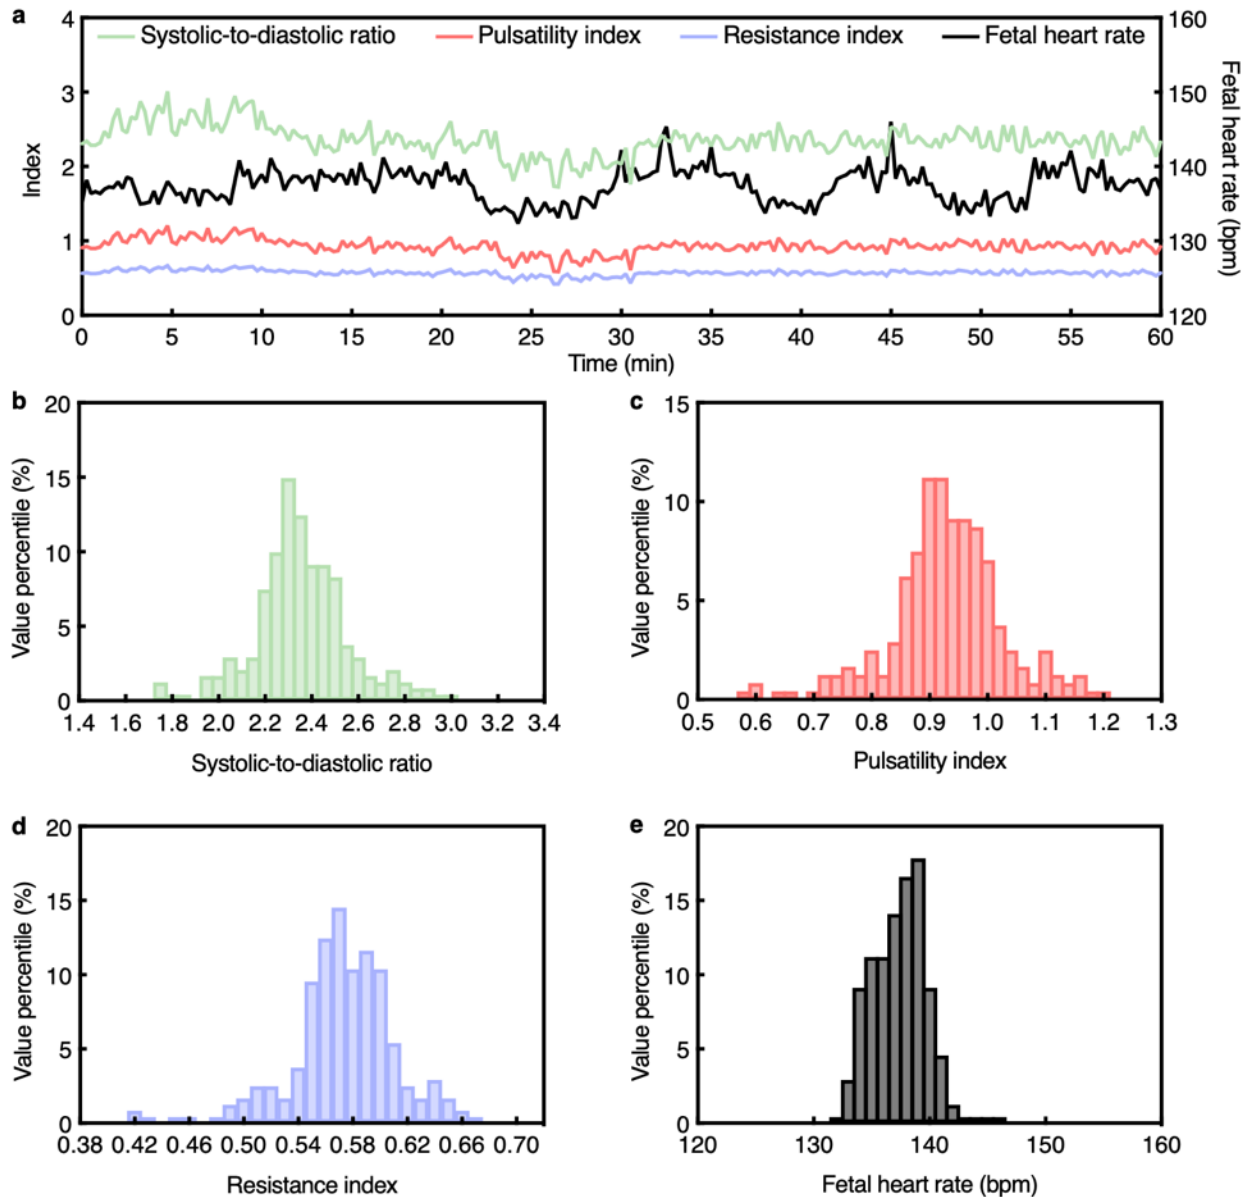 a
4
3
2
1
0
Index
Systolic-to-diastolic ratio Pulsatility index Resistance index Fetal heart rate
160
150
140
130
120
Fetal heart rate (bpm)
0 5 10 15 20 25 30 35 40 45 50 55 60
Time (min)
b
20
15
10
5
0
Value percentile (%)
1.4 1.6 1.8 2.0 2.2 2.4 2.6 2.8 3.0 3.2 3.4
Systolic-to-diastolic ratio
c
15
10
5
0
Value percentile (%)
0.5 0.6 0.7 0.8 0.9 1.0 1.1 1.2 1.3
Pulsatility index
d
20
15
10
5
0
Value percentile (%)
0.38 0.42 0.46 0.50 0.54 0.58 0.62 0.66 0.70
Resistance index
e
20
15
10
5
0
Value percentile (%)
120 130 140 150 160
Fetal heart rate (bpm)